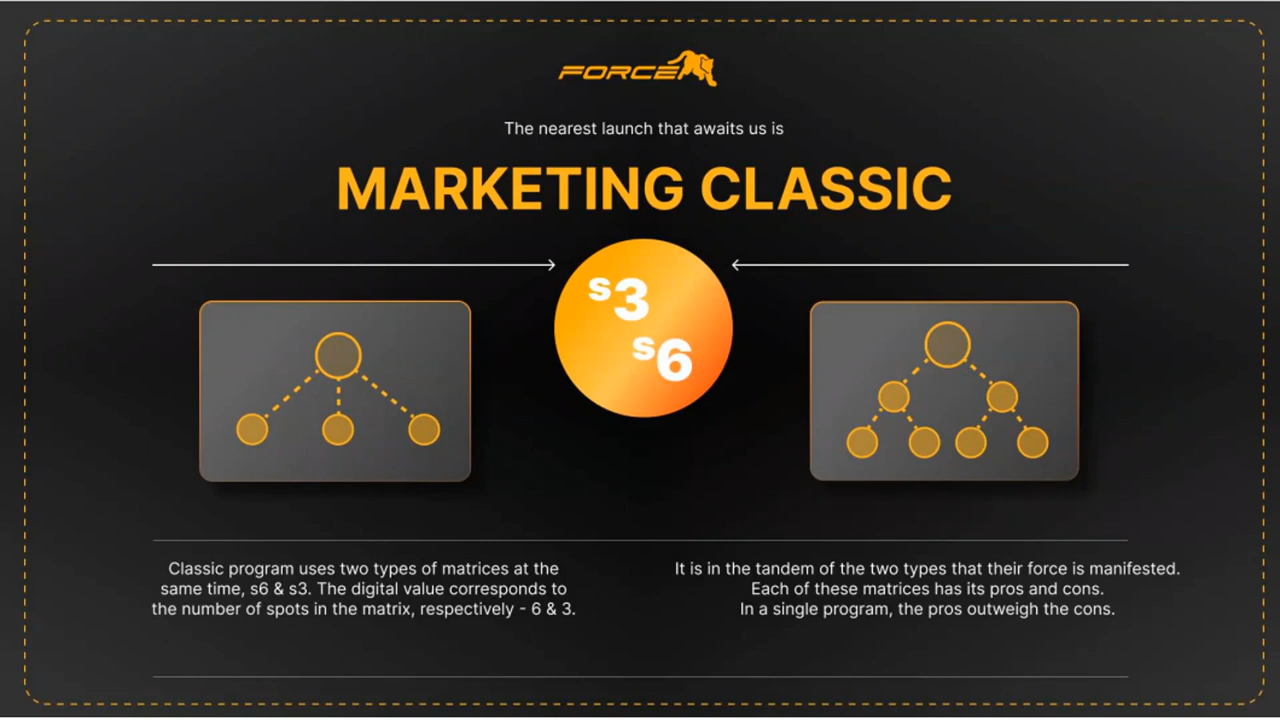 FORCE
The nearest launch that awaits us is
MARKETING CLASSIC
s3
s6
Classic program uses two types of matrices at the
same time, s6 & s3. The digital value corresponds to
the number of spots in the matrix, respectively - 6 & 3.
It is in the tandem of the two types that their force is manifested.
Each of these matrices has its pros and cons.
In a single program, the pros outweigh the cons.